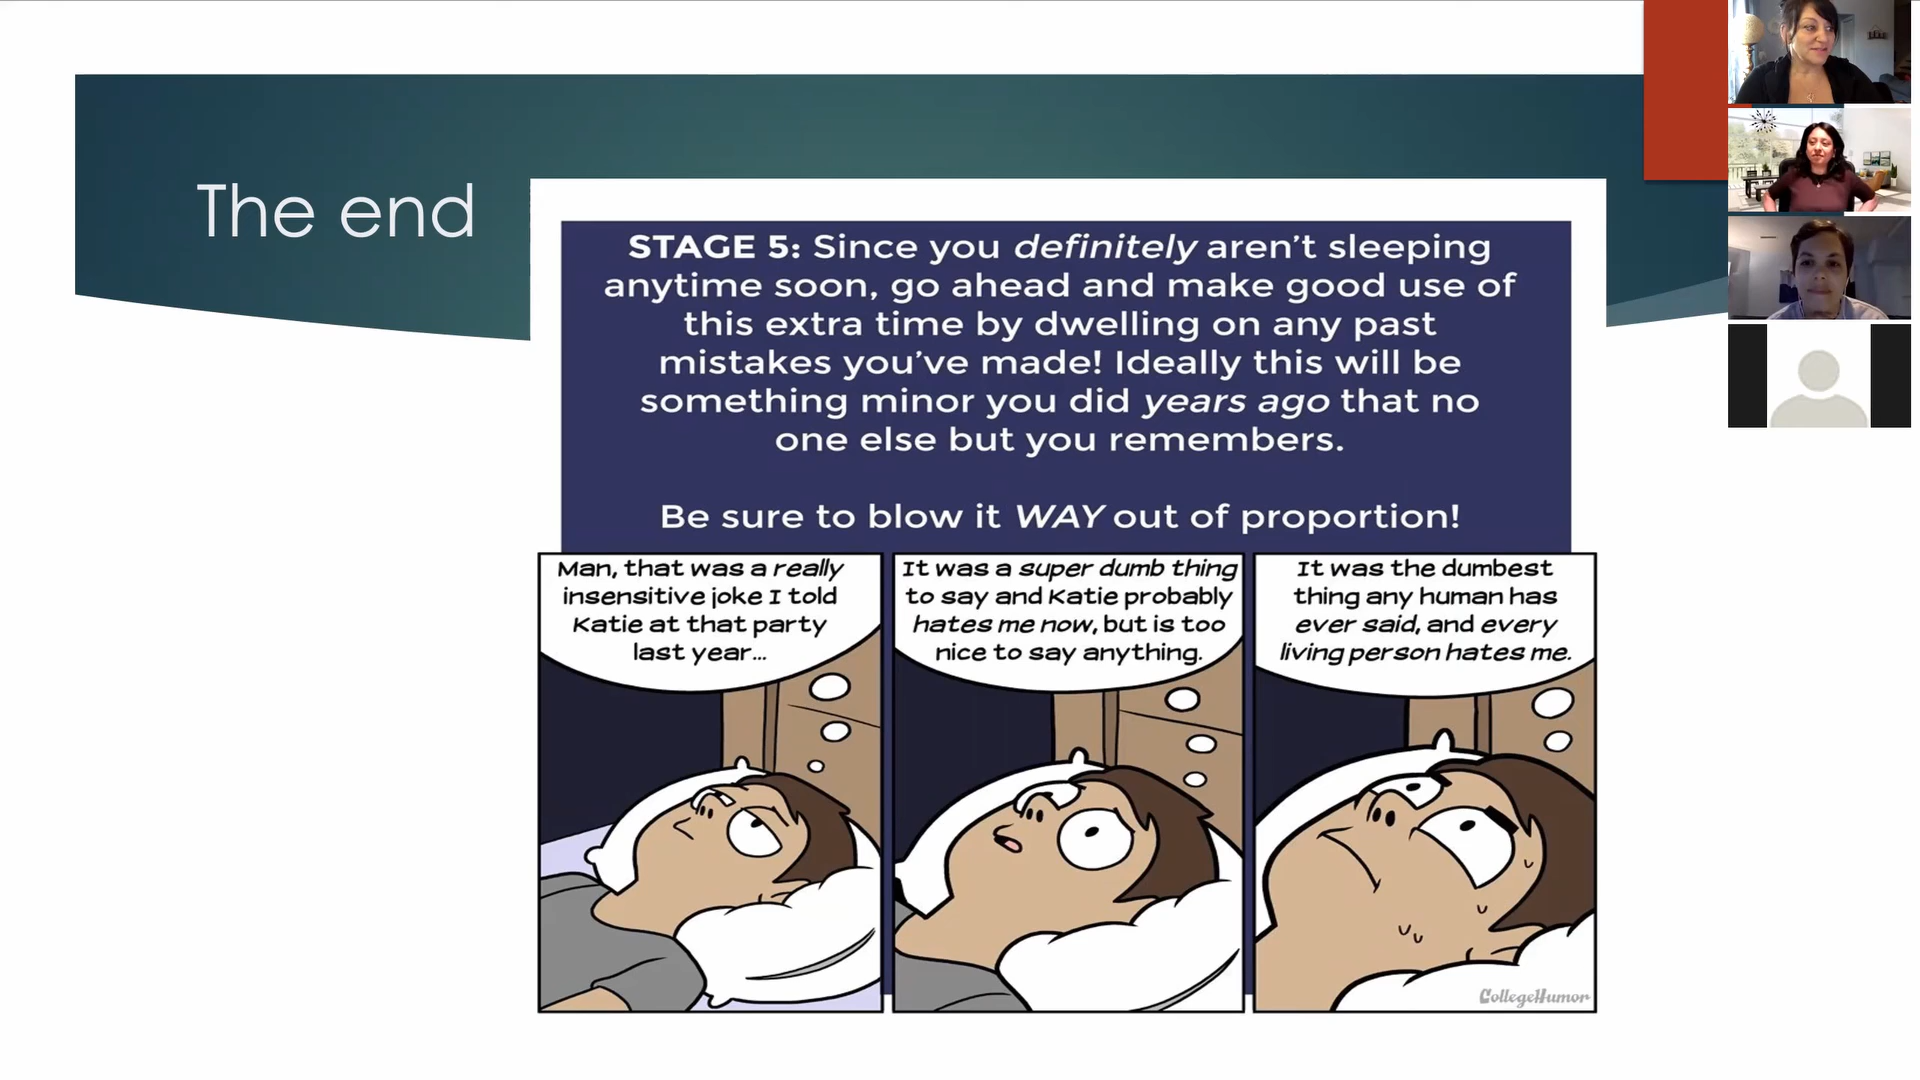 The end
STAGE 5: Since you definitely aren't sleeping
anytime soon, go ahead and make good use of
this extra time by dwelling on any past
mistakes you've made! Ideally this will be
something minor you did years ago that no
one else but you remembers.
Be sure to blow it WAY out of proportion!
Man, that was a really
insensitive joke I told
Katie at that party
last year...
It was a super dumb thing
to say and Katie probably
hates me now, but is too
nice to say anything.
It was the dumbest
thing any human has
ever said, and every
living person hates me.
CollegeHumor